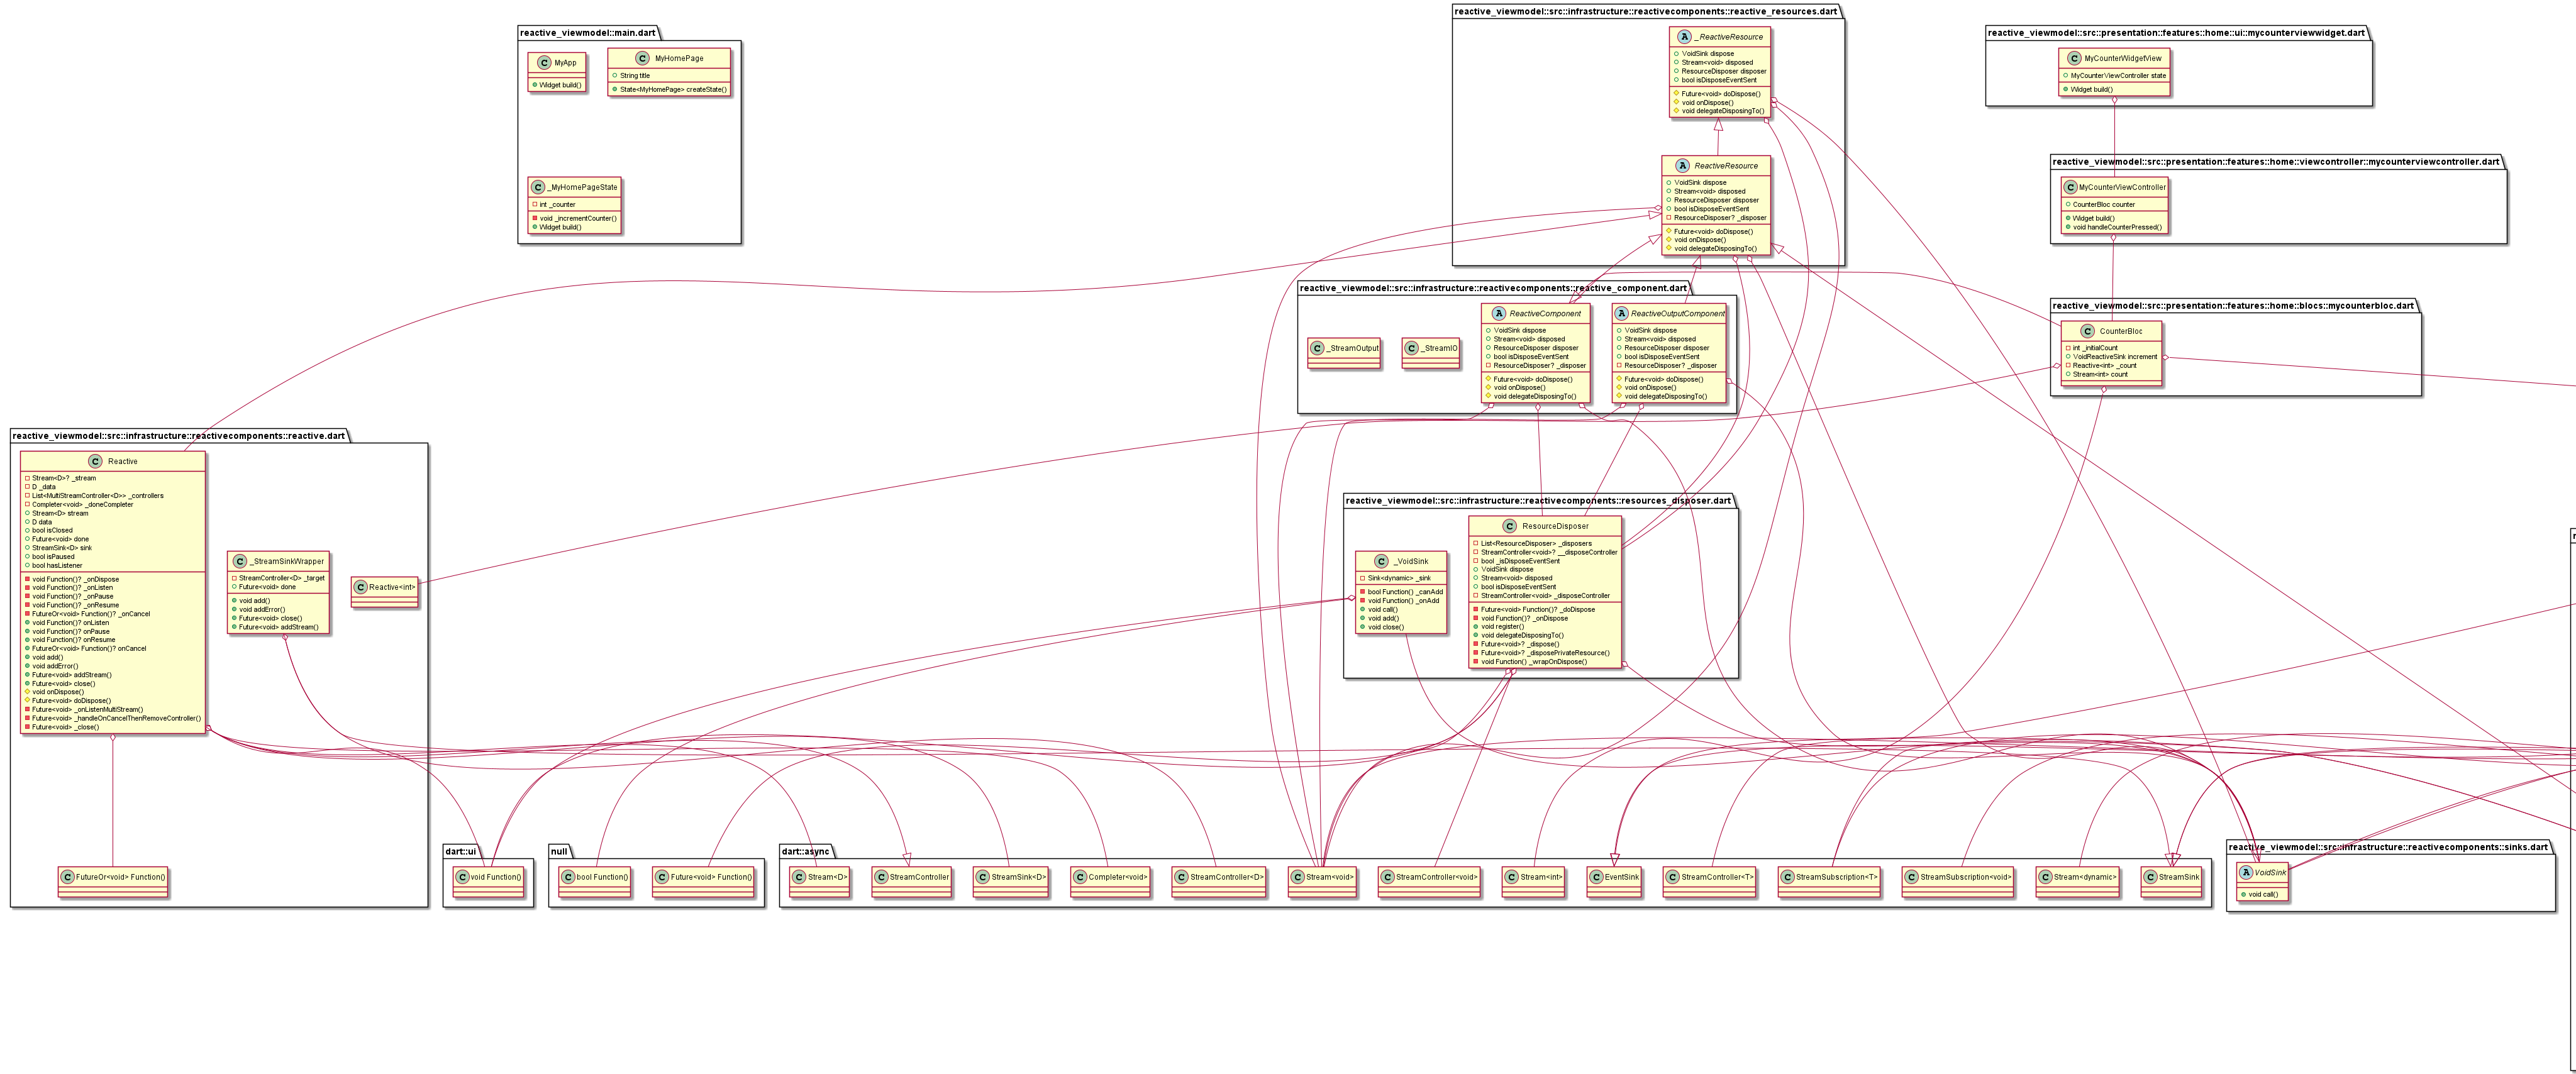 reactive_viewmodel::main.dart
MyApp
Widget build()
MyHomePage
String title
State<MyHomePage> createState()
_MyHomePageState
int _counter
void _incrementCounter()
Widget build()
reactive_viewmodel::src::infrastructure::reactivecomponents::reactive_resources.dart
_ReactiveResource
VoidSink dispose
Stream<void> disposed
ResourceDisposer disposer
bool isDisposeEventSent
Future<void> doDispose()
void onDispose()
void delegateDisposingTo()
ReactiveResource
VoidSink dispose
Stream<void> disposed
ResourceDisposer disposer
bool isDisposeEventSent
ResourceDisposer? _disposer
Future<void> doDispose()
void onDispose()
void delegateDisposingTo()
reactive_viewmodel::src::presentation::features::home::ui::mycounterviewwidget.dart
MyCounterWidgetView
MyCounterViewController state
Widget build()
reactive_viewmodel::src::presentation::features::home::viewcontroller::mycounterviewcontroller.dart
MyCounterViewController
CounterBloc counter
Widget build()
void handleCounterPressed()
reactive_viewmodel::src::infrastructure::reactivecomponents::reactive_component.dart
_StreamOutput
_StreamIO
ReactiveComponent
VoidSink dispose
Stream<void> disposed
ResourceDisposer disposer
bool isDisposeEventSent
ResourceDisposer? _disposer
Future<void> doDispose()
void onDispose()
void delegateDisposingTo()
ReactiveOutputComponent
VoidSink dispose
Stream<void> disposed
ResourceDisposer disposer
bool isDisposeEventSent
ResourceDisposer? _disposer
Future<void> doDispose()
void onDispose()
void delegateDisposingTo()
reactive_viewmodel::src::presentation::features::home::blocs::mycounterbloc.dart
CounterBloc
int _initialCount
VoidReactiveSink increment
Reactive<int> _count
Stream<int> count
reactive_viewmodel::src::infrastructure::reactivecomponents::reactive.dart
Reactive
Stream<D>? _stream
D _data
List<MultiStreamController<D>> _controllers
Completer<void> _doneCompleter
Stream<D> stream
D data
bool isClosed
Future<void> done
StreamSink<D> sink
bool isPaused
bool hasListener
void Function()? _onDispose
void Function()? _onListen
void Function()? _onPause
void Function()? _onResume
FutureOr<void> Function()? _onCancel
void Function()? onListen
void Function()? onPause
void Function()? onResume
FutureOr<void> Function()? onCancel
void add()
void addError()
Future<void> addStream()
Future<void> close()
void onDispose()
Future<void> doDispose()
Future<void> _onListenMultiStream()
Future<void> _handleOnCancelThenRemoveController()
Future<void> _close()
_StreamSinkWrapper
StreamController<D> _target
Future<void> done
void add()
void addError()
Future<void> close()
Future<void> addStream()
Reactive<int>
FutureOr<void> Function()
reactive_viewmodel::src::infrastructure::reactivecomponents::resources_disposer.dart
_VoidSink
Sink<dynamic> _sink
bool Function() _canAdd
void Function() _onAdd
void call()
void add()
void close()
ResourceDisposer
List<ResourceDisposer> _disposers
StreamController<void>? __disposeController
bool _isDisposeEventSent
VoidSink dispose
Stream<void> disposed
bool isDisposeEventSent
StreamController<void> _disposeController
Future<void> Function()? _doDispose
void Function()? _onDispose
void register()
void delegateDisposingTo()
Future<void>? _dispose()
Future<void>? _disposePrivateResource()
void Function() _wrapOnDispose()
dart::ui
void Function()
null
bool Function()
Future<void> Function()
dart::async
Stream<D>
StreamController
StreamSink<D>
Completer<void>
StreamController<D>
Stream<void>
StreamController<void>
Stream<int>
EventSink
StreamController<T>
StreamSubscription<T>
StreamSubscription<void>
Stream<dynamic>
StreamSink
reactive_viewmodel::src::infrastructure::reactivecomponents::sinks.dart
VoidSink
void call()